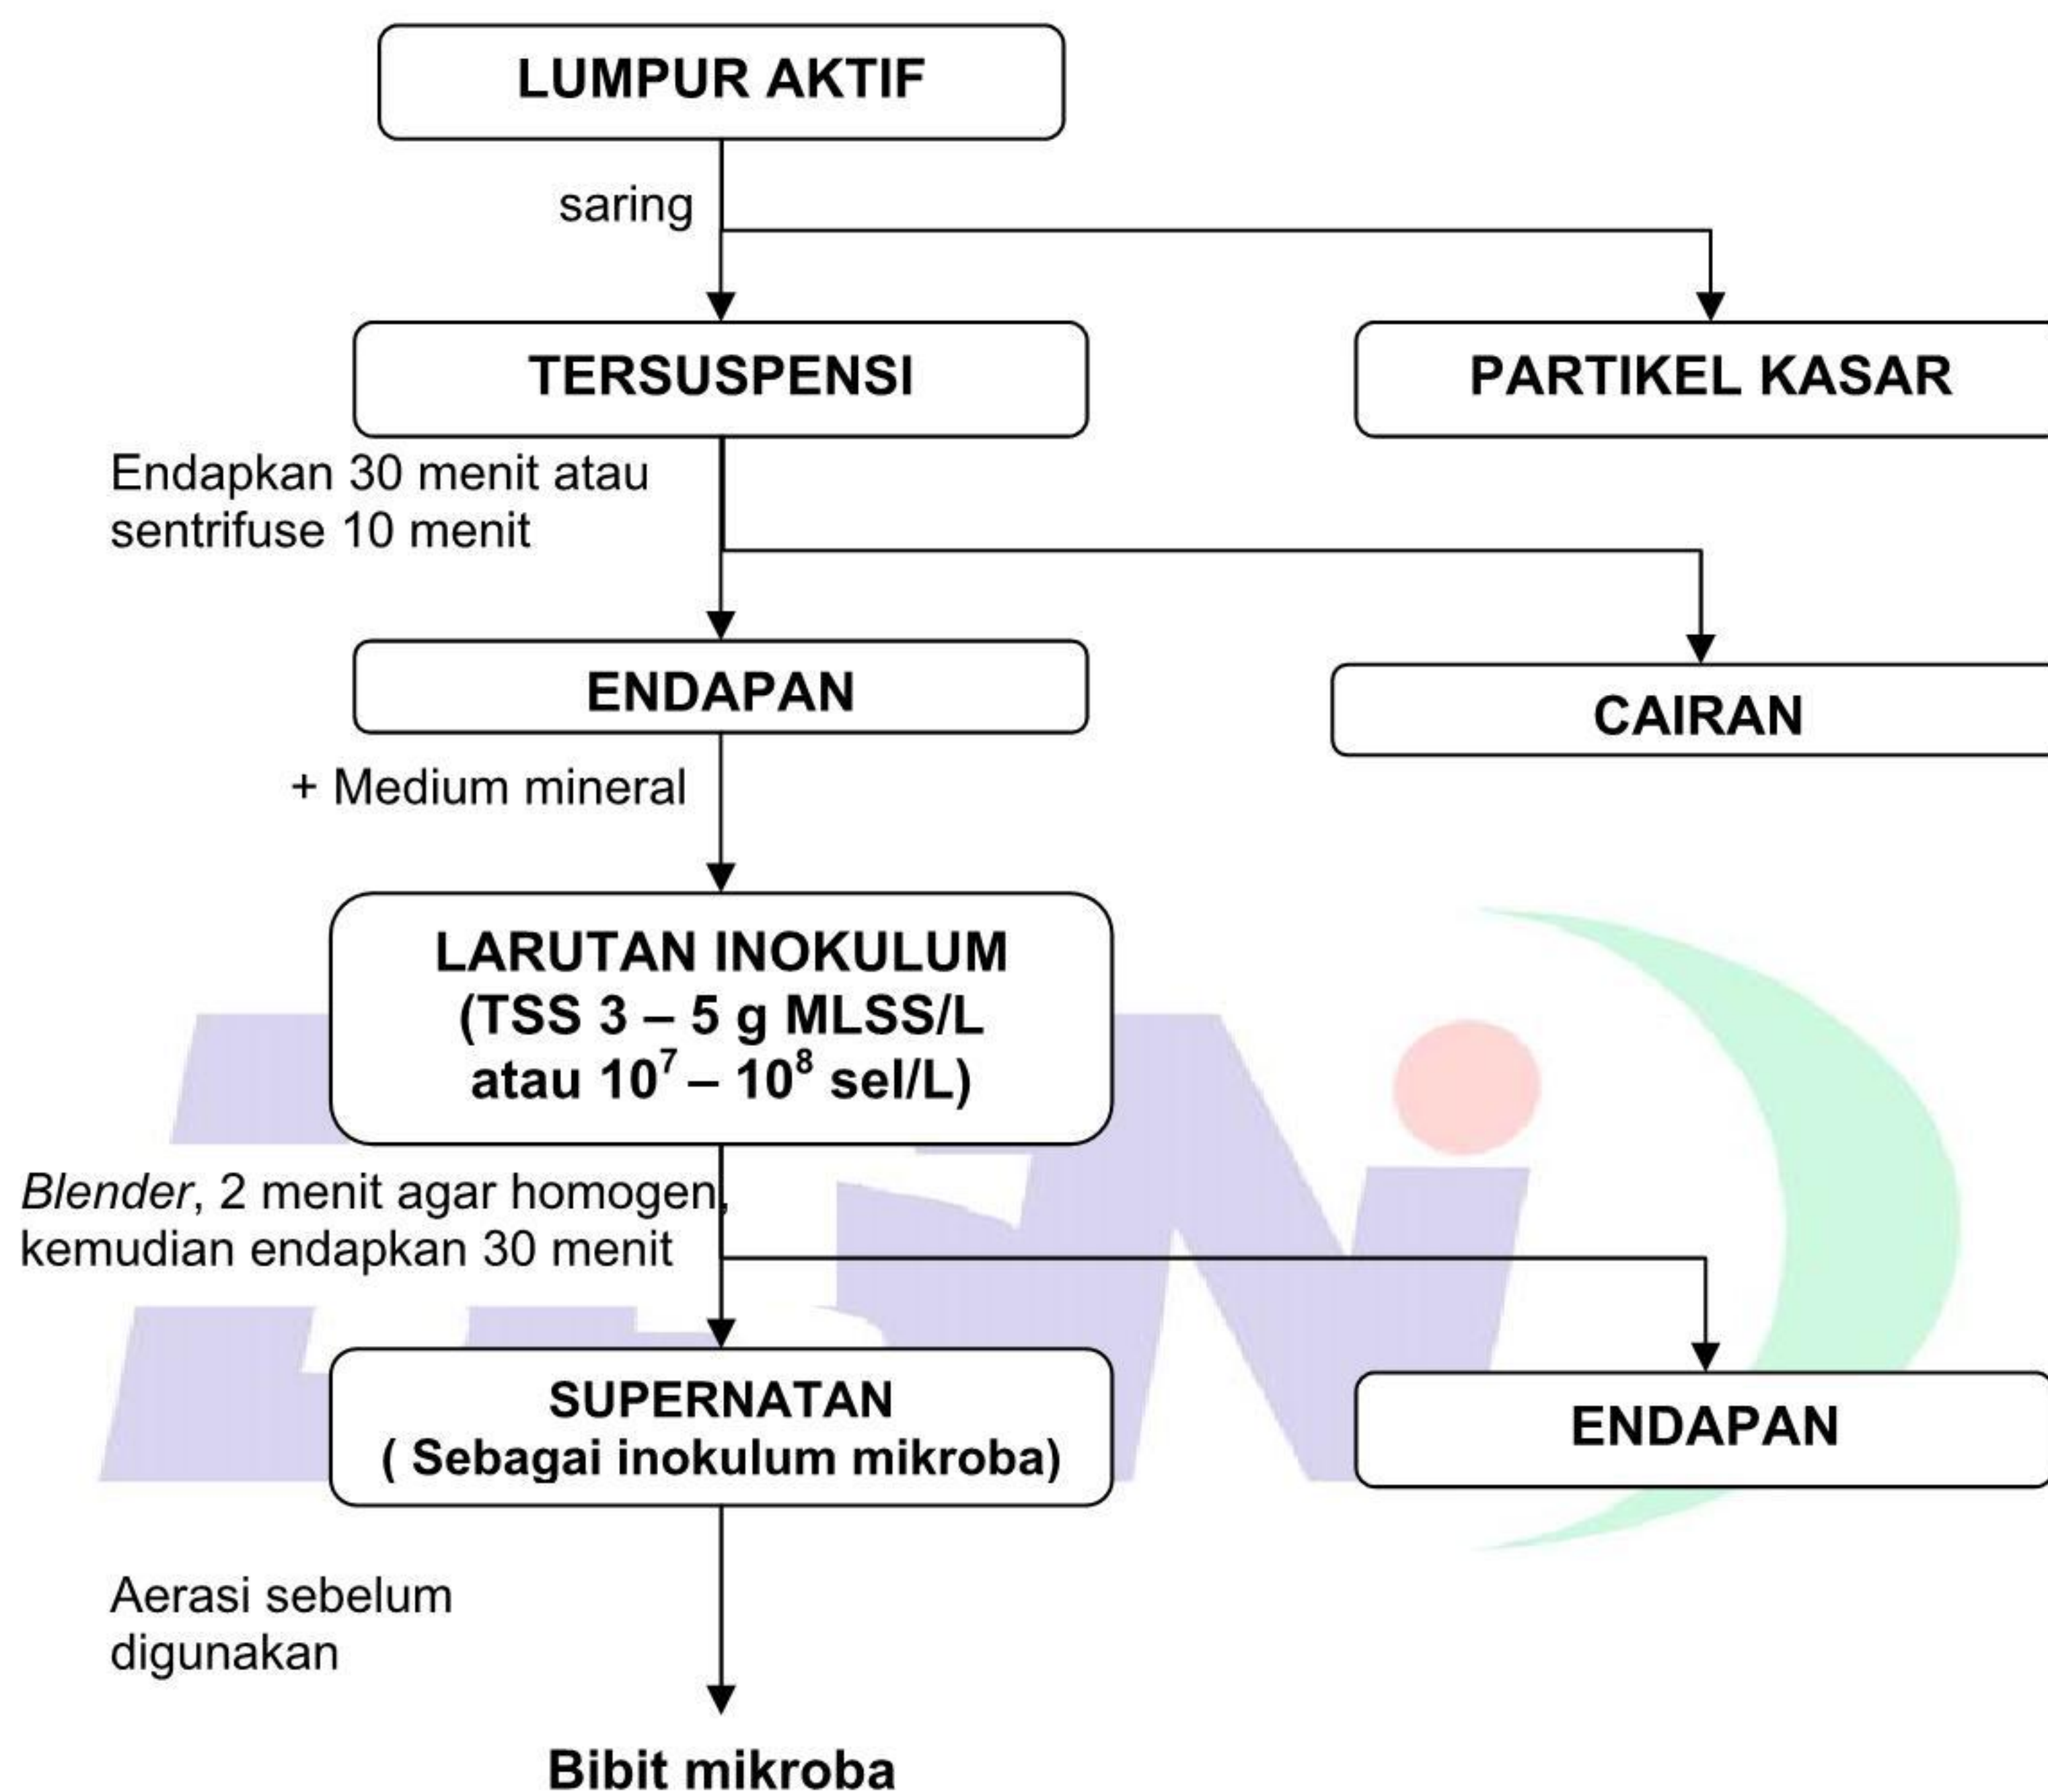 LUMPUR AKTIF
saring
TERSUSPENSI
PARTIKEL KASAR
Endapkan 30 menit atau
sentrifuse 10 menit
ENDAPAN
CAIRAN
+ Medium mineral
LARUTAN INOKULUM
(TSS 3 – 5 g MLSS/L
atau 10⁷ – 10⁸ sel/L)
Blender, 2 menit agar homogen,
kemudian endapkan 30 menit
SUPERNATAN
( Sebagai inokulum mikroba)
ENDAPAN
Aerasi sebelum
digunakan
Bibit mikroba